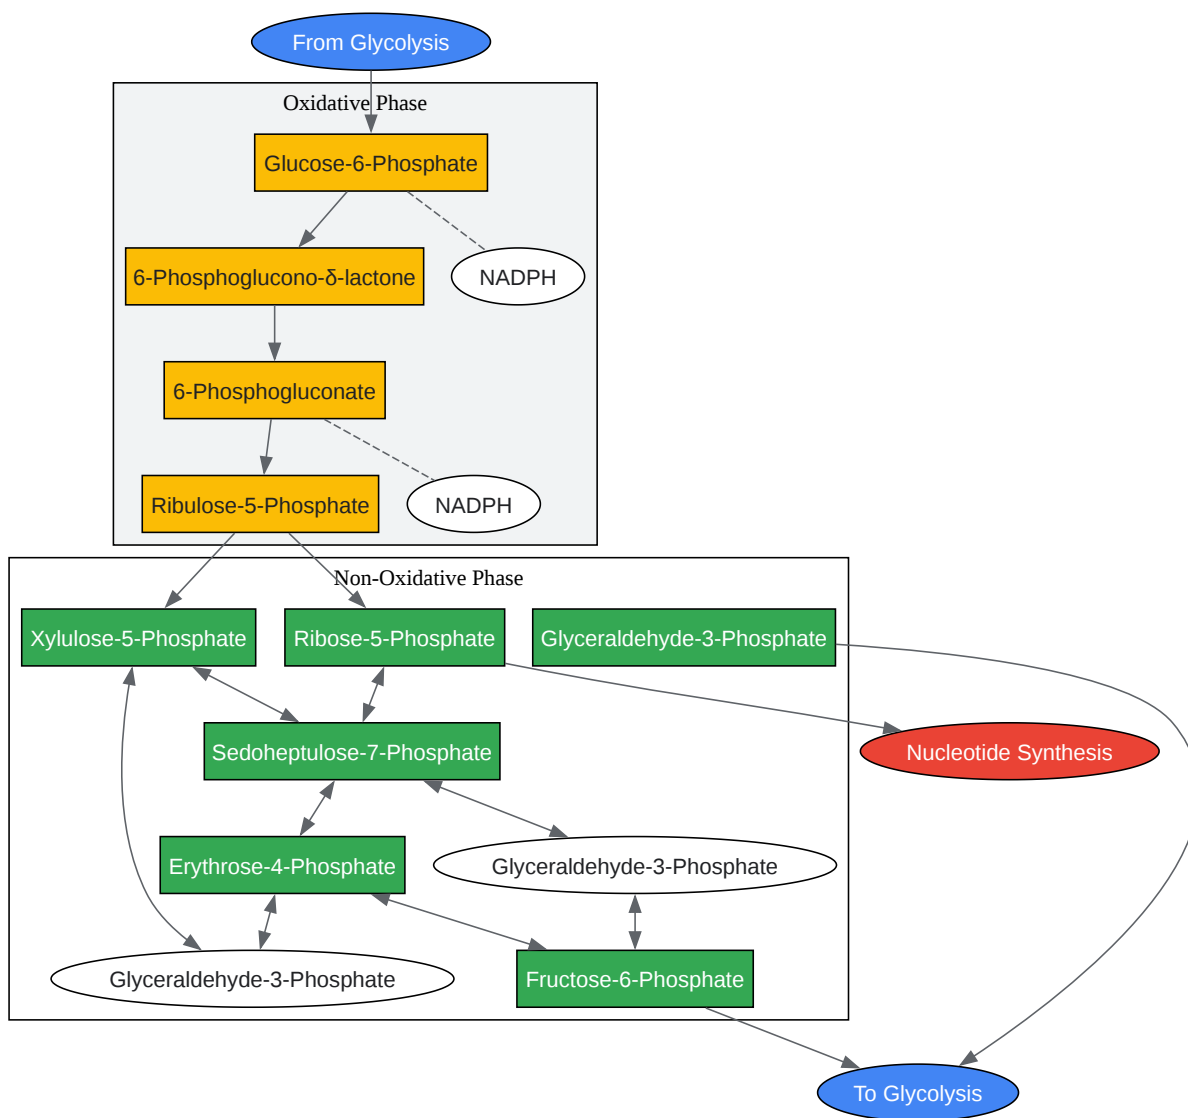 From Glycolysis
Oxidative Phase
Glucose-6-Phosphate
6-Phosphoglucono-δ-lactone
NADPH
6-Phosphogluconate
Ribulose-5-Phosphate
NADPH
Non-Oxidative Phase
Xylulose-5-Phosphate
Ribose-5-Phosphate
Glyceraldehyde-3-Phosphate
Sedoheptulose-7-Phosphate
Nucleotide Synthesis
Erythrose-4-Phosphate
Glyceraldehyde-3-Phosphate
Glyceraldehyde-3-Phosphate
Fructose-6-Phosphate
To Glycolysis